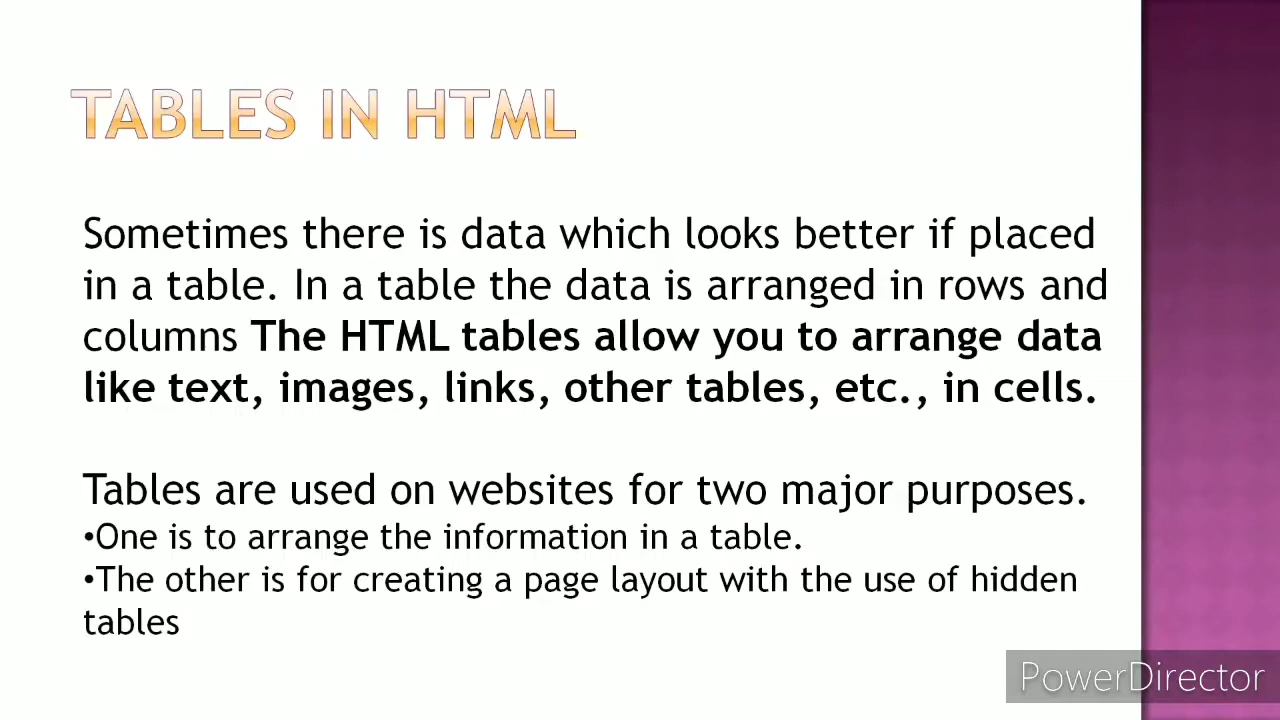 TABLES IN HTML
Sometimes there is data which looks better if placed
in a table. In a table the data is arranged in rows and
columns The HTML tables allow you to arrange data
like text, images, links, other tables, etc., in cells.
Tables are used on websites for two major purposes.
•One is to arrange the information in a table.
•The other is for creating a page layout with the use of hidden
tables
PowerDirector